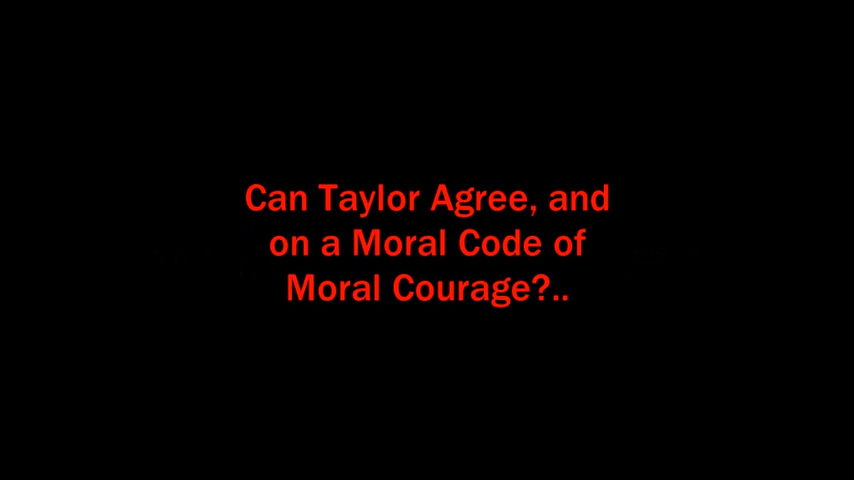 Can Taylor Agree, and
on a Moral Code of
Moral Courage?..